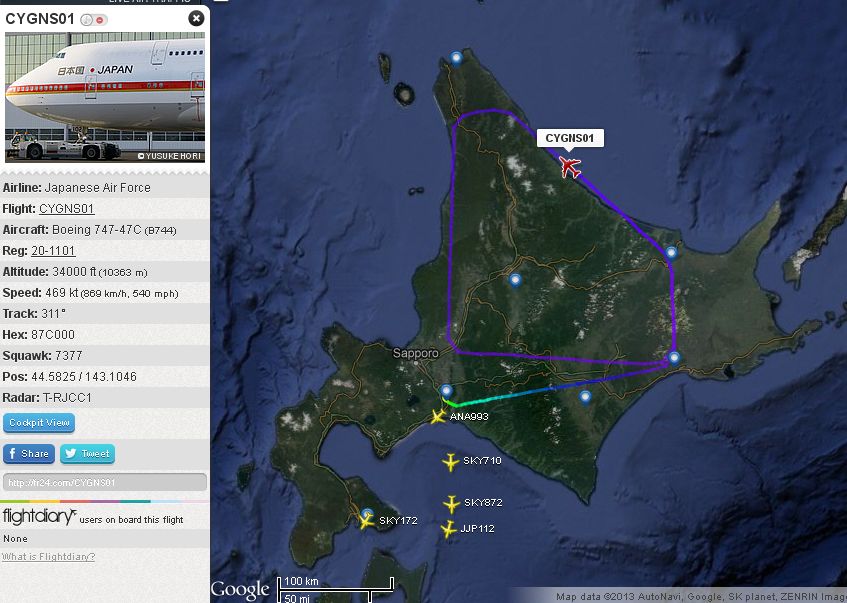 LIVE AIR TRAFFIC
CYGNS01
日本国 ● JAPAN
© YUSUKE HORI
Airline: Japanese Air Force
Flight: CYGNS01
Aircraft: Boeing 747-47C (B744)
Reg: 20-1101
Altitude: 34000 ft (10363 m)
Speed: 469 kt (869 km/h, 540 mph)
Track: 311°
Hex: 87C000
Squawk: 7377
Pos: 44.5825 / 143.1046
Radar: T-RJCC1
Cockpit View
f Share
Tweet
http://fr24.com/CYGNS01
flightdiary users on board this flight
None
What is Flightdiary?
CYGNS01
Sapporo
ANA993
SKY710
SKY872
SKY172
JJP112
Google
100 km
50 mi
Map data ©2013 AutoNavi, Google, SK planet, ZENRIN Imag